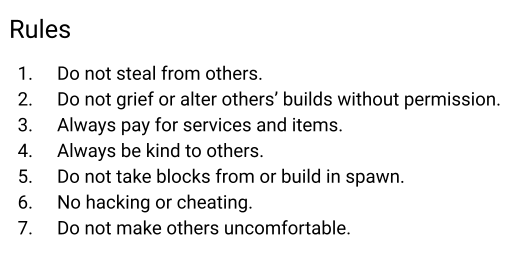 Rules
1. Do not steal from others.
2. Do not grief or alter others’ builds without permission.
3. Always pay for services and items.
4. Always be kind to others.
5. Do not take blocks from or build in spawn.
6. No hacking or cheating.
7. Do not make others uncomfortable.